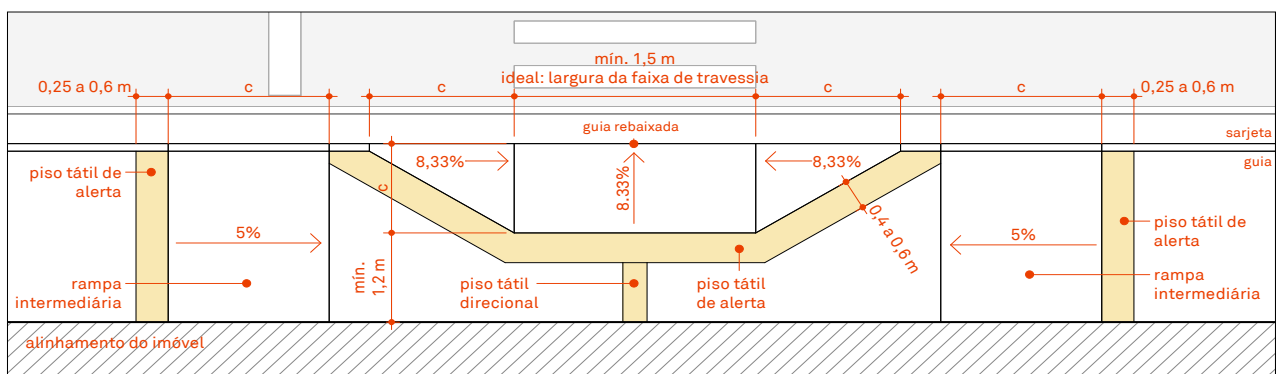 mín. 1,5 m
ideal: largura da faixa de travessia
0,25 a 0,6 m
c
c
c
c
0,25 a 0,6 m
guia rebaixada
sarjeta
guia
piso tátil de
alerta
8,33%
8.33%
8,33%
c
0,4 a 0,6 m
5%
5%
piso tátil de
alerta
mín.
1,2 m
rampa
intermediária
piso tátil
direcional
piso tátil
de alerta
rampa
intermediária
alinhamento do imóvel